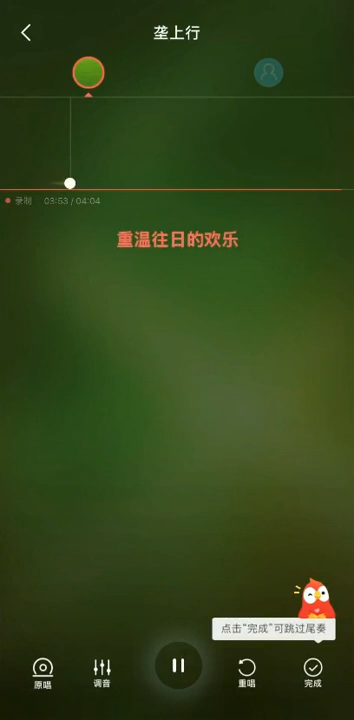 垄上行
录制 03:53 / 04:04
重温往日的欢乐
点击“完成”可跳过尾奏
原唱
调音
重唱
完成